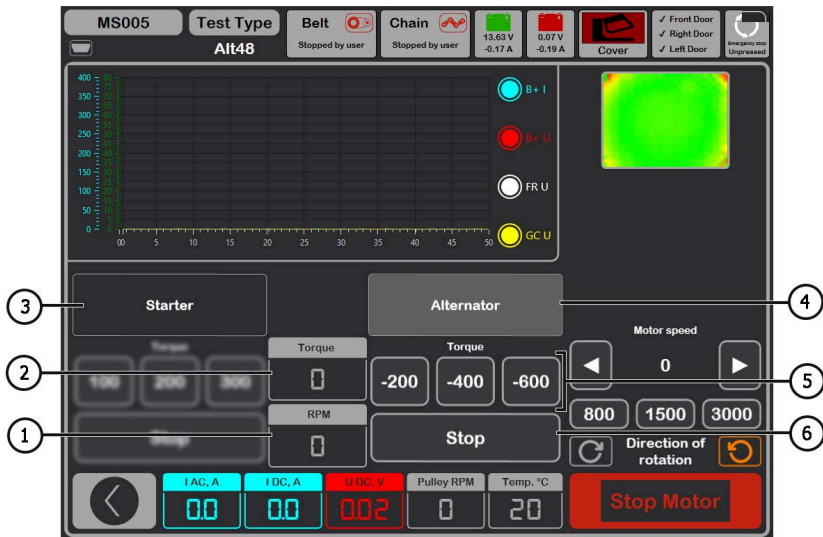 MS005
Test Type
Alt48
Belt
Stopped by user
Chain
Stopped by user
13.63 V
-0.17 A
0.07 V
-0.19 A
Cover
✓ Front Door
✓ Right Door
✓ Left Door
Emergency stop
Unpressed
400
350
300
250
200
150
100
50
0
B+ I
B+ U
FR U
GC U
00 5 10 15 20 25 30 35 40 45 50
3
Starter
Alternator
4
Torque
100 200 300
Stop
2
Torque
0
1
RPM
0
Torque
-200 -400 -600
5
Stop
6
Motor speed
0
800 1500 3000
Direction of
rotation
I AC, A
0.0
I DC, A
0.0
U DC, V
0.02
Pulley RPM
0
Temp. °C
20
Stop Motor